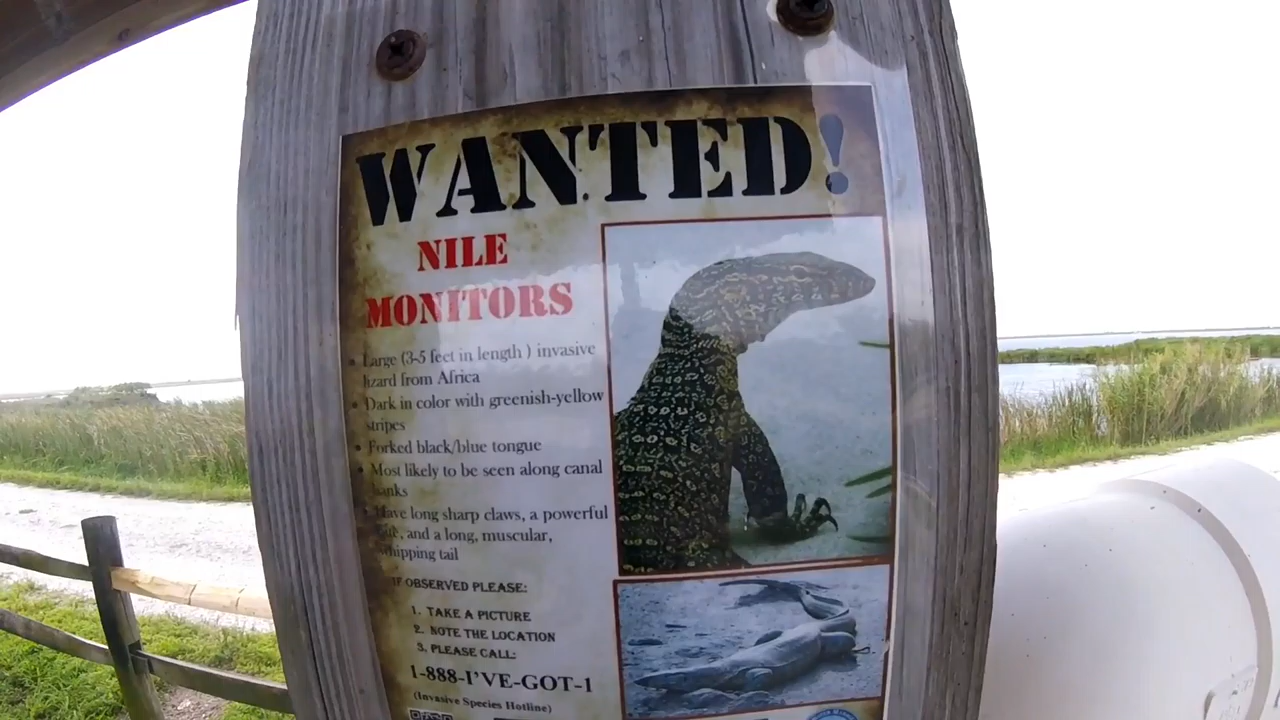 WANTED!
NILE
MONITORS
Large (3-5 feet in length ) invasive
lizard from Africa
Dark in color with greenish-yellow
stripes
Forked black/blue tongue
Most likely to be seen along canal
banks
Have long sharp claws, a powerful
bite, and a long, muscular,
whipping tail
IF OBSERVED PLEASE:
1. TAKE A PICTURE
2. NOTE THE LOCATION
3. PLEASE CALL:
1-888-I'VE-GOT-1
(Invasive Species Hotline)